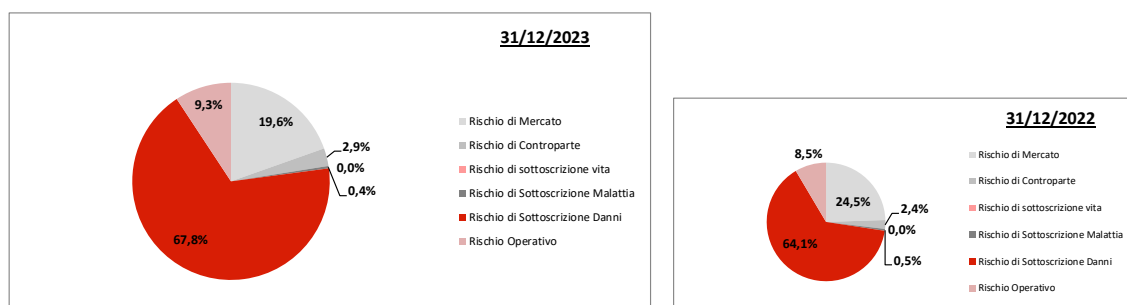 31/12/2023
9,3%
19,6%
2,9%
0,0%
0,4%
67,8%
Rischio di Mercato
Rischio di Controparte
Rischio di sottoscrizione vita
Rischio di Sottoscrizione Malattia
Rischio di Sottoscrizione Danni
Rischio Operativo
31/12/2022
8,5%
24,5%
2,4%
0,0%
0,5%
64,1%
Rischio di Mercato
Rischio di Controparte
Rischio di sottoscrizione vita
Rischio di Sottoscrizione Malattia
Rischio di Sottoscrizione Danni
Rischio Operativo